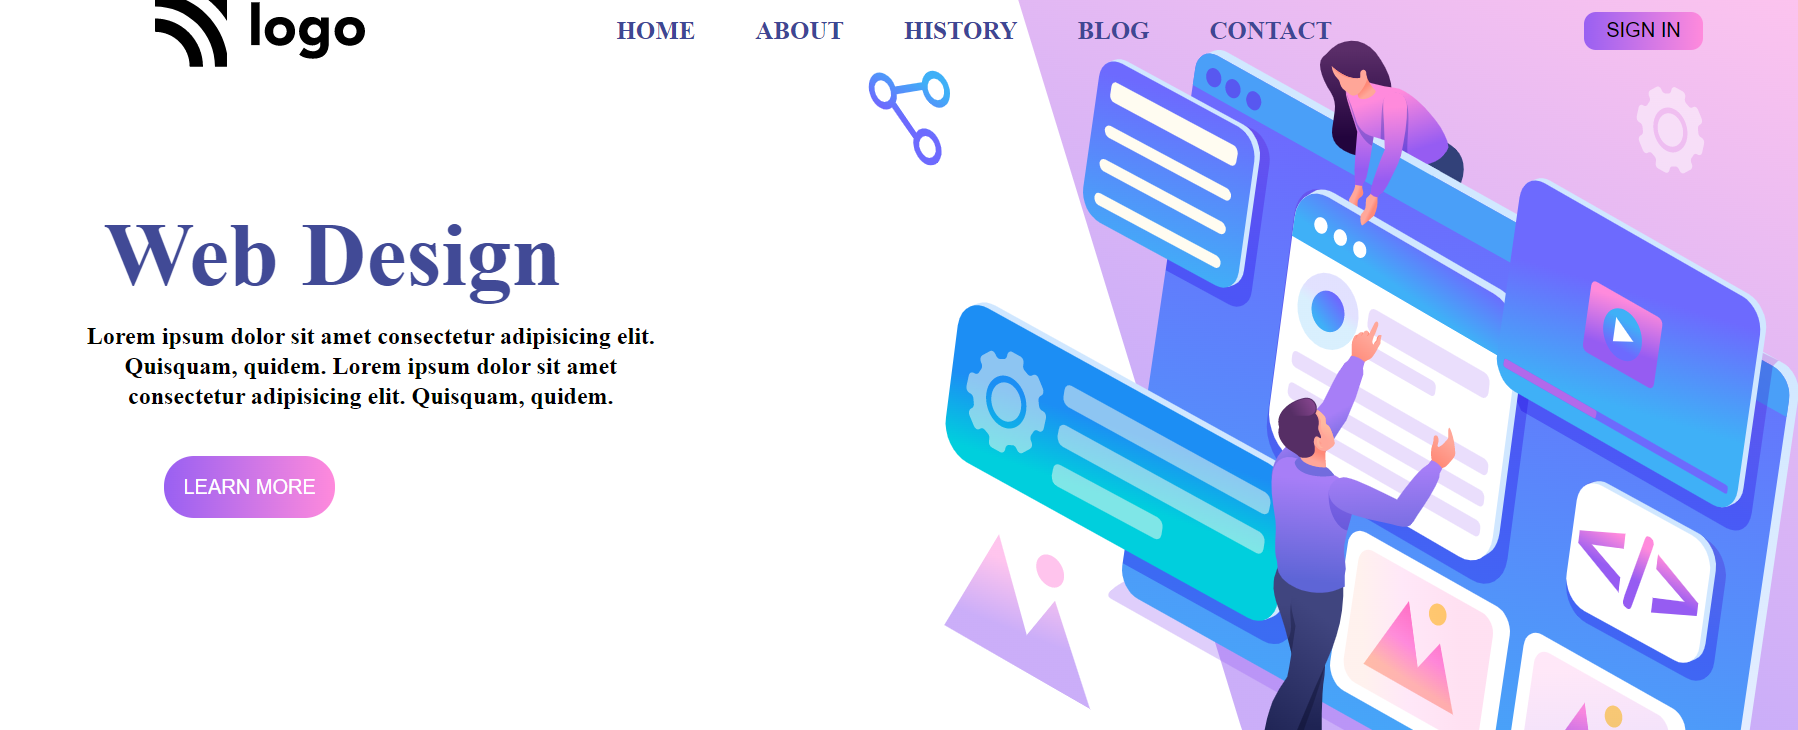 logo
HOME ABOUT HISTORY BLOG CONTACT SIGN IN
Web Design
Lorem ipsum dolor sit amet consectetur adipisicing elit.
Quisquam, quidem. Lorem ipsum dolor sit amet
consectetur adipisicing elit. Quisquam, quidem.
LEARN MORE
</>